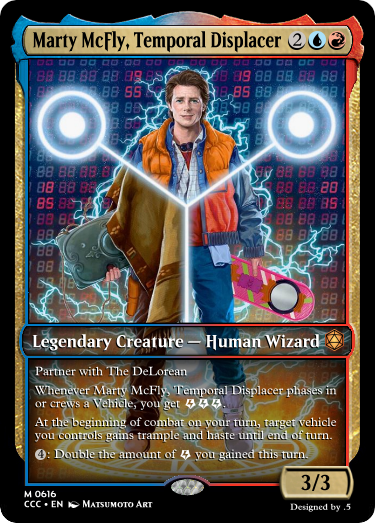 Marty McFly, Temporal Displacer 2
Legendary Creature — Human Wizard
Partner with The DeLorean
Whenever Marty McFly, Temporal Displacer phases in
or crews a Vehicle, you get
At the beginning of combat on your turn, target vehicle
you controls gains trample and haste until end of turn.
4: Double the amount of you gained this turn.
3/3
M 0616
CCC • EN Matsumoto Art
Designed by .5